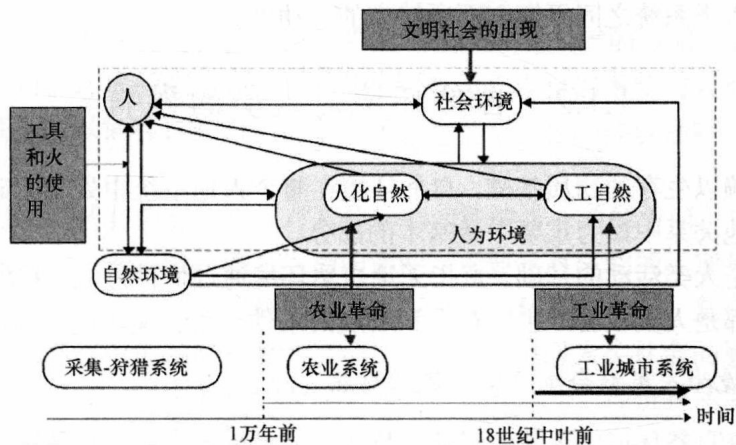 文明社会的出现
人
社会环境
工具
和火
的使
用
人化自然
人工自然
人为环境
自然环境
农业革命
工业革命
采集-狩猎系统
农业系统
工业城市系统
时间
1万年前
18世纪中叶前